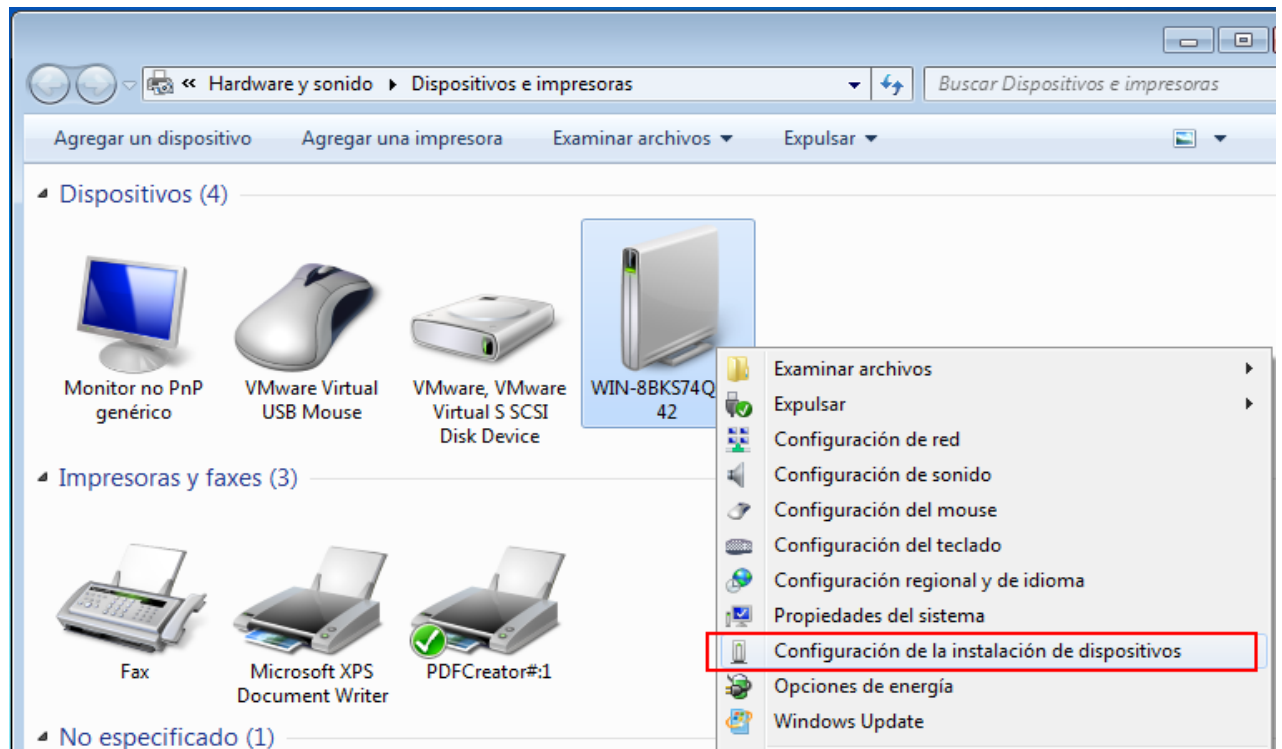 « Hardware y sonido ▸ Dispositivos e impresoras
Buscar Dispositivos e impresoras
Agregar un dispositivo Agregar una impresora Examinar archivos Expulsar
Dispositivos (4)
Monitor no PnP
genérico
VMware Virtual
USB Mouse
VMware, VMware
Virtual S SCSI
Disk Device
WIN-8BKS74Q
42
Examinar archivos
Expulsar
Configuración de red
Configuración de sonido
Configuración del mouse
Configuración del teclado
Configuración regional y de idioma
Propiedades del sistema
Configuración de la instalación de dispositivos
Opciones de energía
Windows Update
Impresoras y faxes (3)
Fax
Microsoft XPS
Document Writer
PDFCreator#:1
No especificado (1)